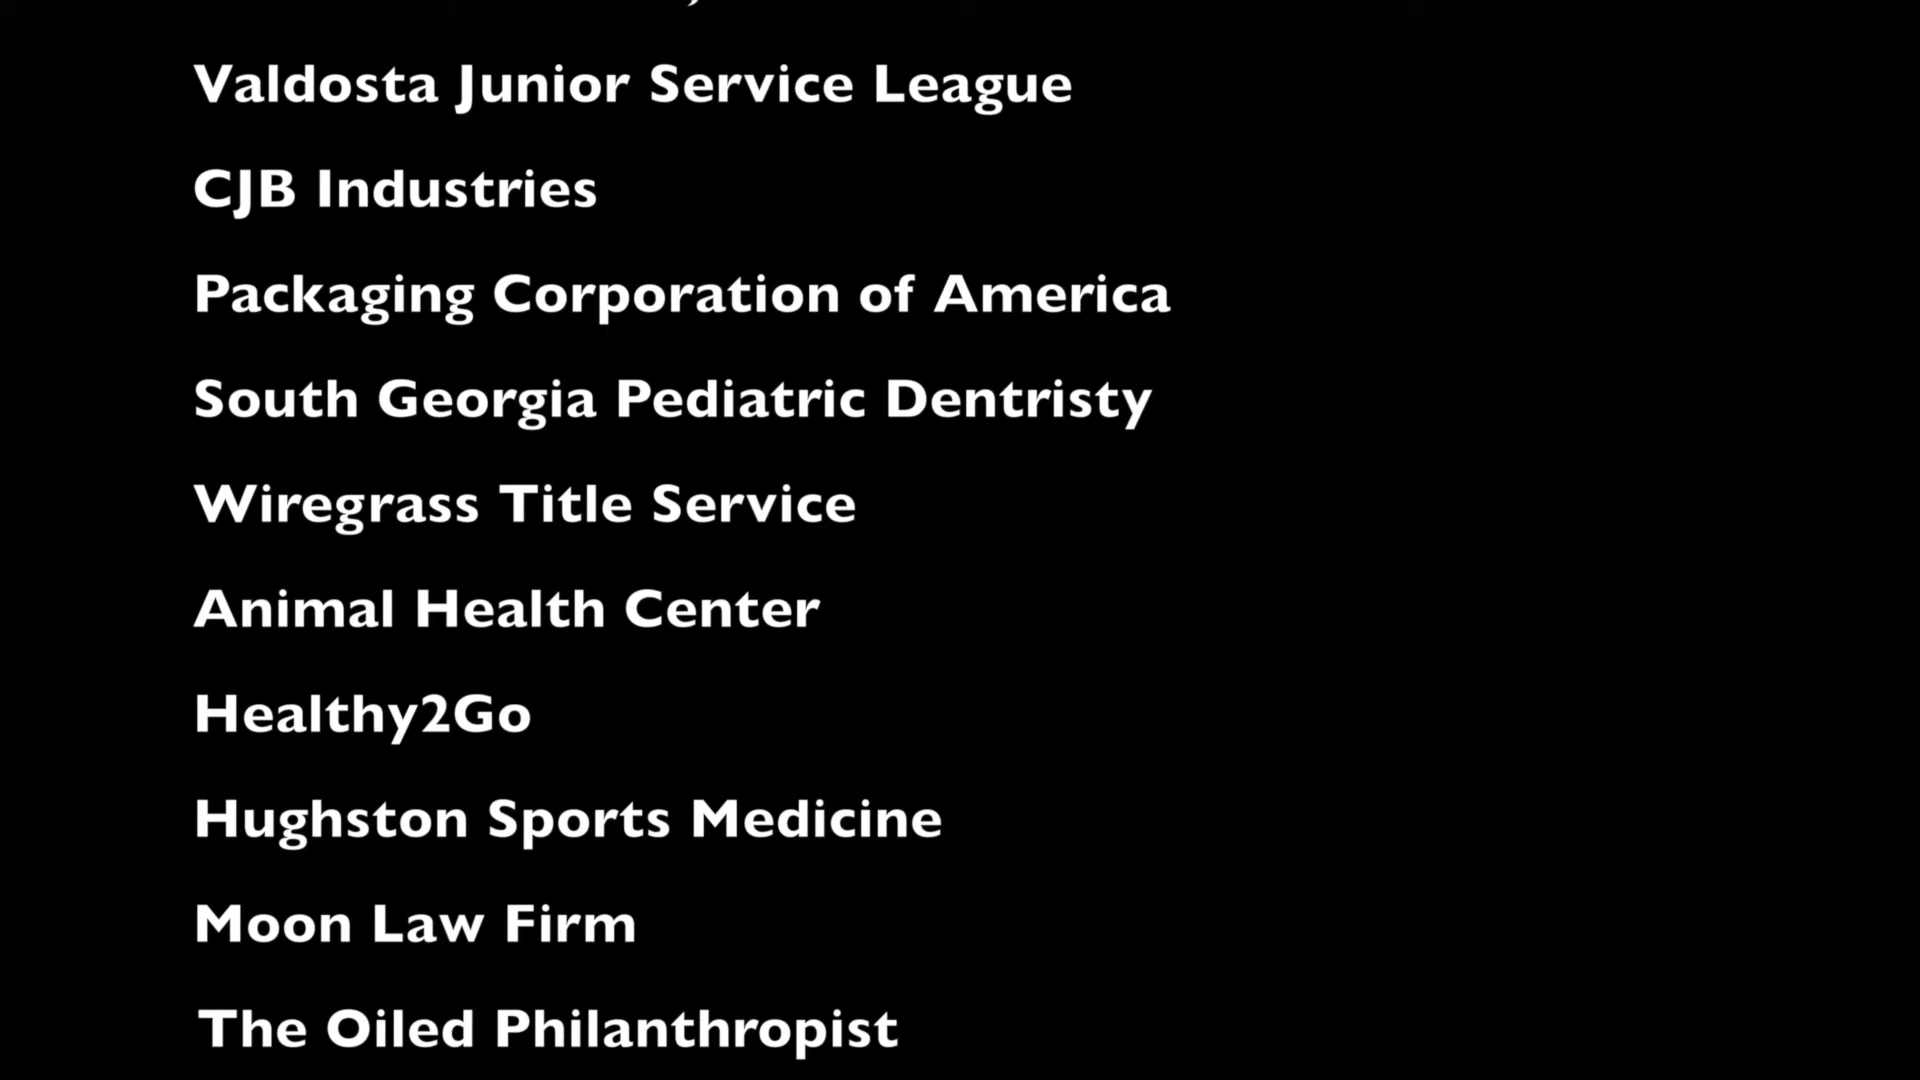 Valdosta Junior Service League
CJB Industries
Packaging Corporation of America
South Georgia Pediatric Dentristy
Wiregrass Title Service
Animal Health Center
Healthy2Go
Hughston Sports Medicine
Moon Law Firm
The Oiled Philanthropist